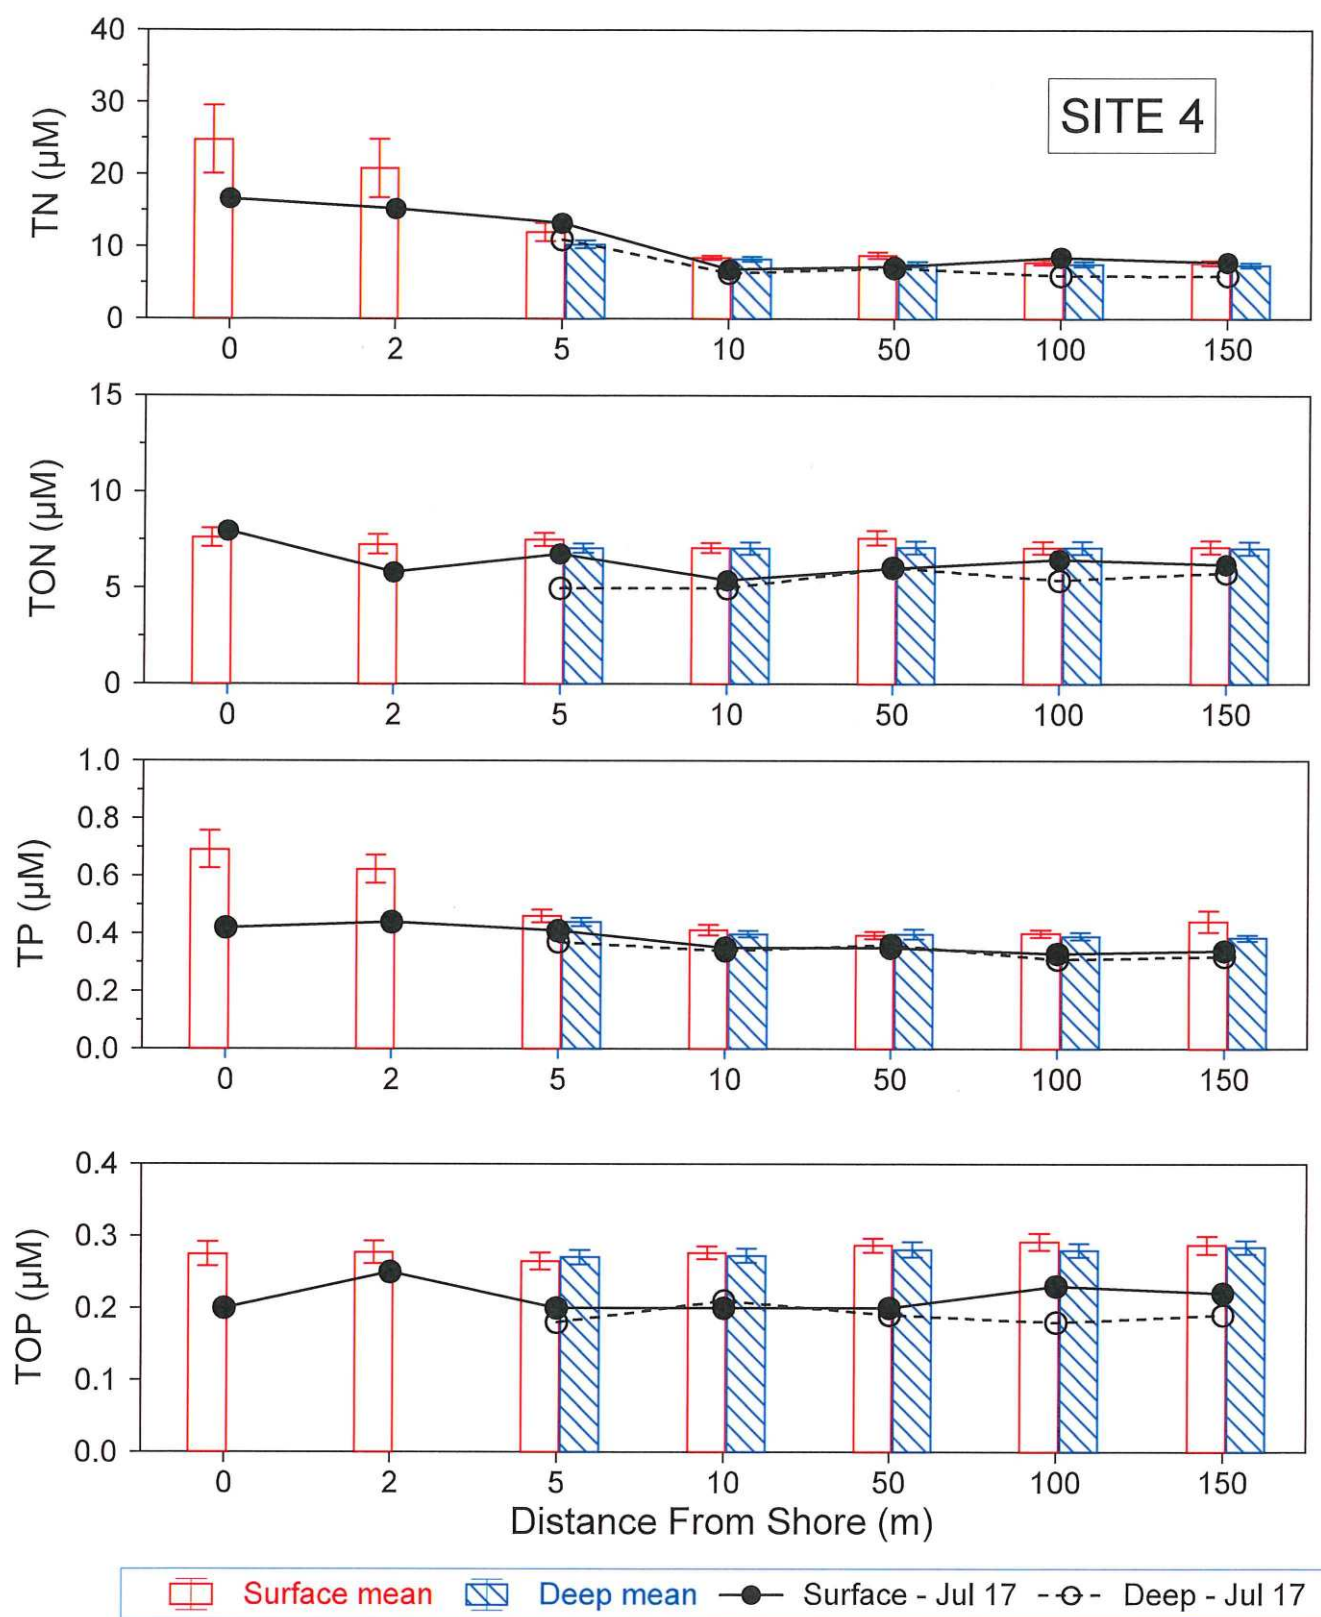 SITE 4
TN (µM)
40
30
20
10
0
0 2 5 10 50 100 150
TON (µM)
15
10
5
0
0 2 5 10 50 100 150
TP (µM)
1.0
0.8
0.6
0.4
0.2
0.0
0 2 5 10 50 100 150
TOP (µM)
0.4
0.3
0.2
0.1
0.0
0 2 5 10 50 100 150
Distance From Shore (m)
Surface mean Deep mean Surface - Jul 17 Deep - Jul 17